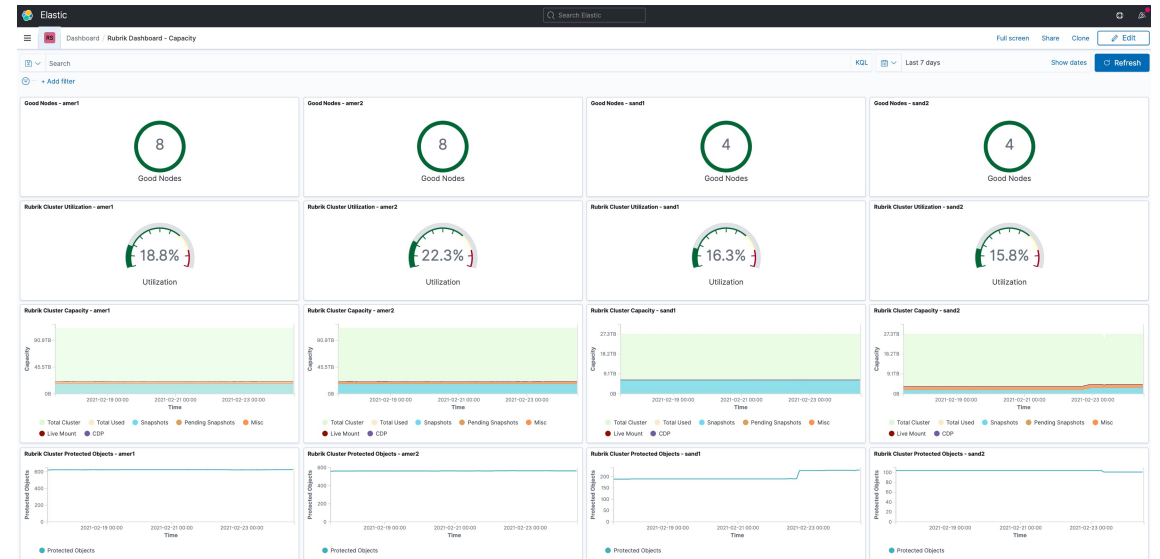 Elastic
Search Elastic
RS Dashboard / Rubrik Dashboard - Capacity
Full screen Share Clone Edit
Search KQL Last 7 days Show dates Refresh
+ Add filter
Good Nodes - amer1
8
Good Nodes
Good Nodes - amer2
8
Good Nodes
Good Nodes - sand1
4
Good Nodes
Good Nodes - sand2
4
Good Nodes
Rubrik Cluster Utilization - amer1
18.8%
Utilization
Rubrik Cluster Utilization - amer2
22.3%
Utilization
Rubrik Cluster Utilization - sand1
16.3%
Utilization
Rubrik Cluster Utilization - sand2
15.8%
Utilization
Rubrik Cluster Capacity - amer1
Capacity
90.9TB
45.5TB
0B
2021-02-19 00:00 2021-02-21 00:00 2021-02-23 00:00
Time
Total Cluster Total Used Snapshots Pending Snapshots Misc
Live Mount CDP
Rubrik Cluster Capacity - amer2
Capacity
90.9TB
45.5TB
0B
2021-02-19 00:00 2021-02-21 00:00 2021-02-23 00:00
Time
Total Cluster Total Used Snapshots Pending Snapshots Misc
Live Mount CDP
Rubrik Cluster Capacity - sand1
Capacity
27.3TB
18.2TB
9.1TB
0B
2021-02-19 00:00 2021-02-21 00:00 2021-02-23 00:00
Time
Total Cluster Total Used Snapshots Pending Snapshots Misc
Live Mount CDP
Rubrik Cluster Capacity - sand2
Capacity
27.3TB
18.2TB
9.1TB
0B
2021-02-19 00:00 2021-02-21 00:00 2021-02-23 00:00
Time
Total Cluster Total Used Snapshots Pending Snapshots Misc
Live Mount CDP
Rubrik Cluster Protected Objects - amer1
Protected Objects
600
400
200
0
2021-02-19 00:00 2021-02-21 00:00 2021-02-23 00:00
Time
Protected Objects
Rubrik Cluster Protected Objects - amer2
Protected Objects
600
400
200
0
2021-02-19 00:00 2021-02-21 00:00 2021-02-23 00:00
Time
Protected Objects
Rubrik Cluster Protected Objects - sand1
Protected Objects
200
150
100
50
0
2021-02-19 00:00 2021-02-21 00:00 2021-02-23 00:00
Time
Protected Objects
Rubrik Cluster Protected Objects - sand2
Protected Objects
100
80
60
40
20
0
2021-02-19 00:00 2021-02-21 00:00 2021-02-23 00:00
Time
Protected Objects